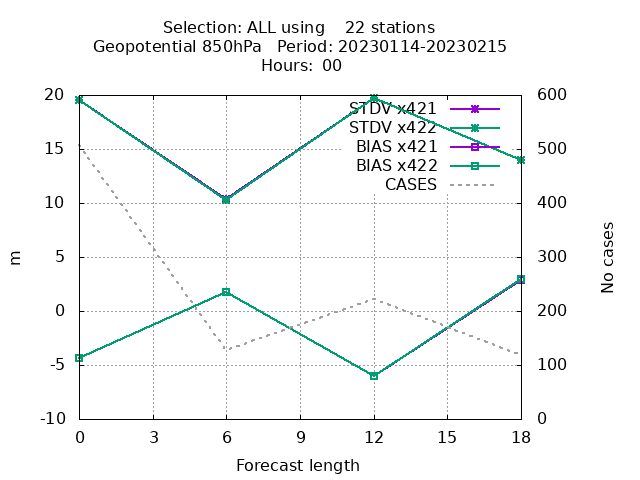 Selection: ALL using    22 stations
Geopotential 850hPa   Period: 20230114-20230215
Hours: 00
20 600
STDV x421
STDV x422
15 BIAS x421 500
BIAS x422
CASES
10 400
5 300
m
No cases
0 200
-5 100
-10 0
0 3 6 9 12 15 18
Forecast length